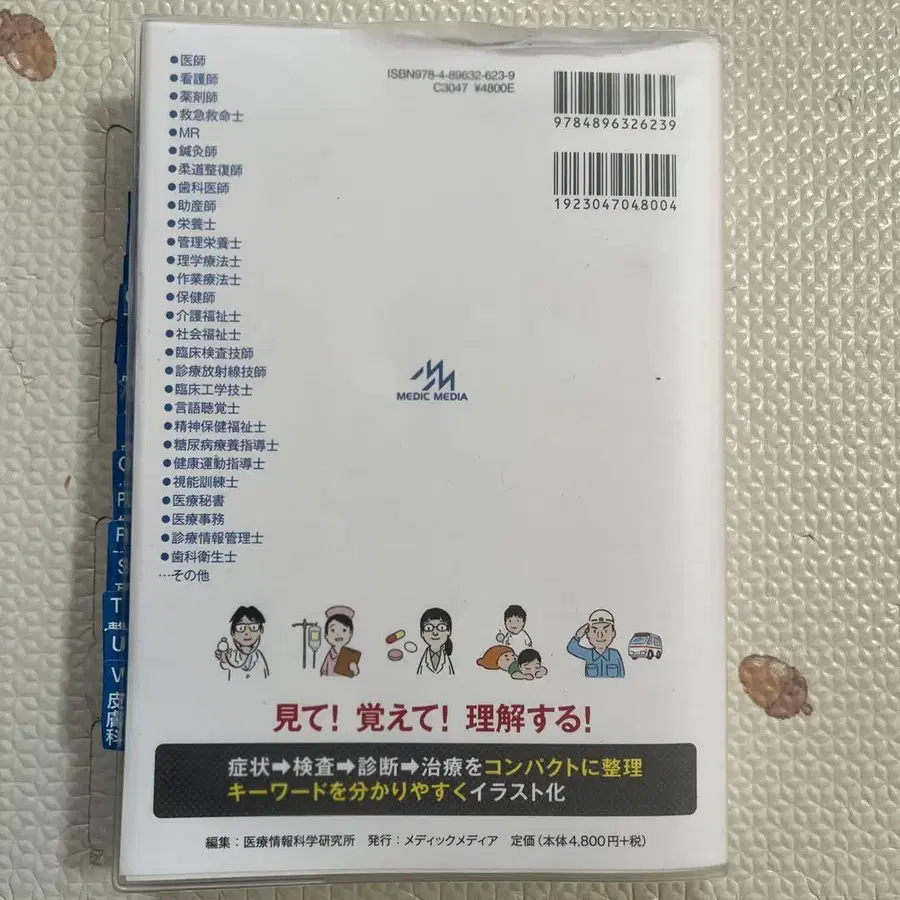 ●医師
●看護師
●薬剤師
●救急救命士
●MR
●鍼灸師
●柔道整復師
●歯科医師
●助産師
●栄養士
●管理栄養士
●理学療法士
●作業療法士
●保健師
●介護福祉士
●社会福祉士
●臨床検査技師
●診療放射線技師
●臨床工学技士
●言語聴覚士
●精神保健福祉士
●糖尿病療養指導士
●健康運動指導士
●視能訓練士
●医療秘書
●医療事務
●診療情報管理士
●歯科衛生士
…その他
ISBN978-4-89632-623-9
C3047 ¥4800E
9784896326239
1923047048004
MEDIC MEDIA
S
T
U
V
皮膚科
見て! 覚えて! 理解する!
症状➡検査➡診断➡治療をコンパクトに整理
キーワードを分かりやすくイラスト化
編集：医療情報科学研究所 発行：メディックメディア 定価（本体4,800円+税）